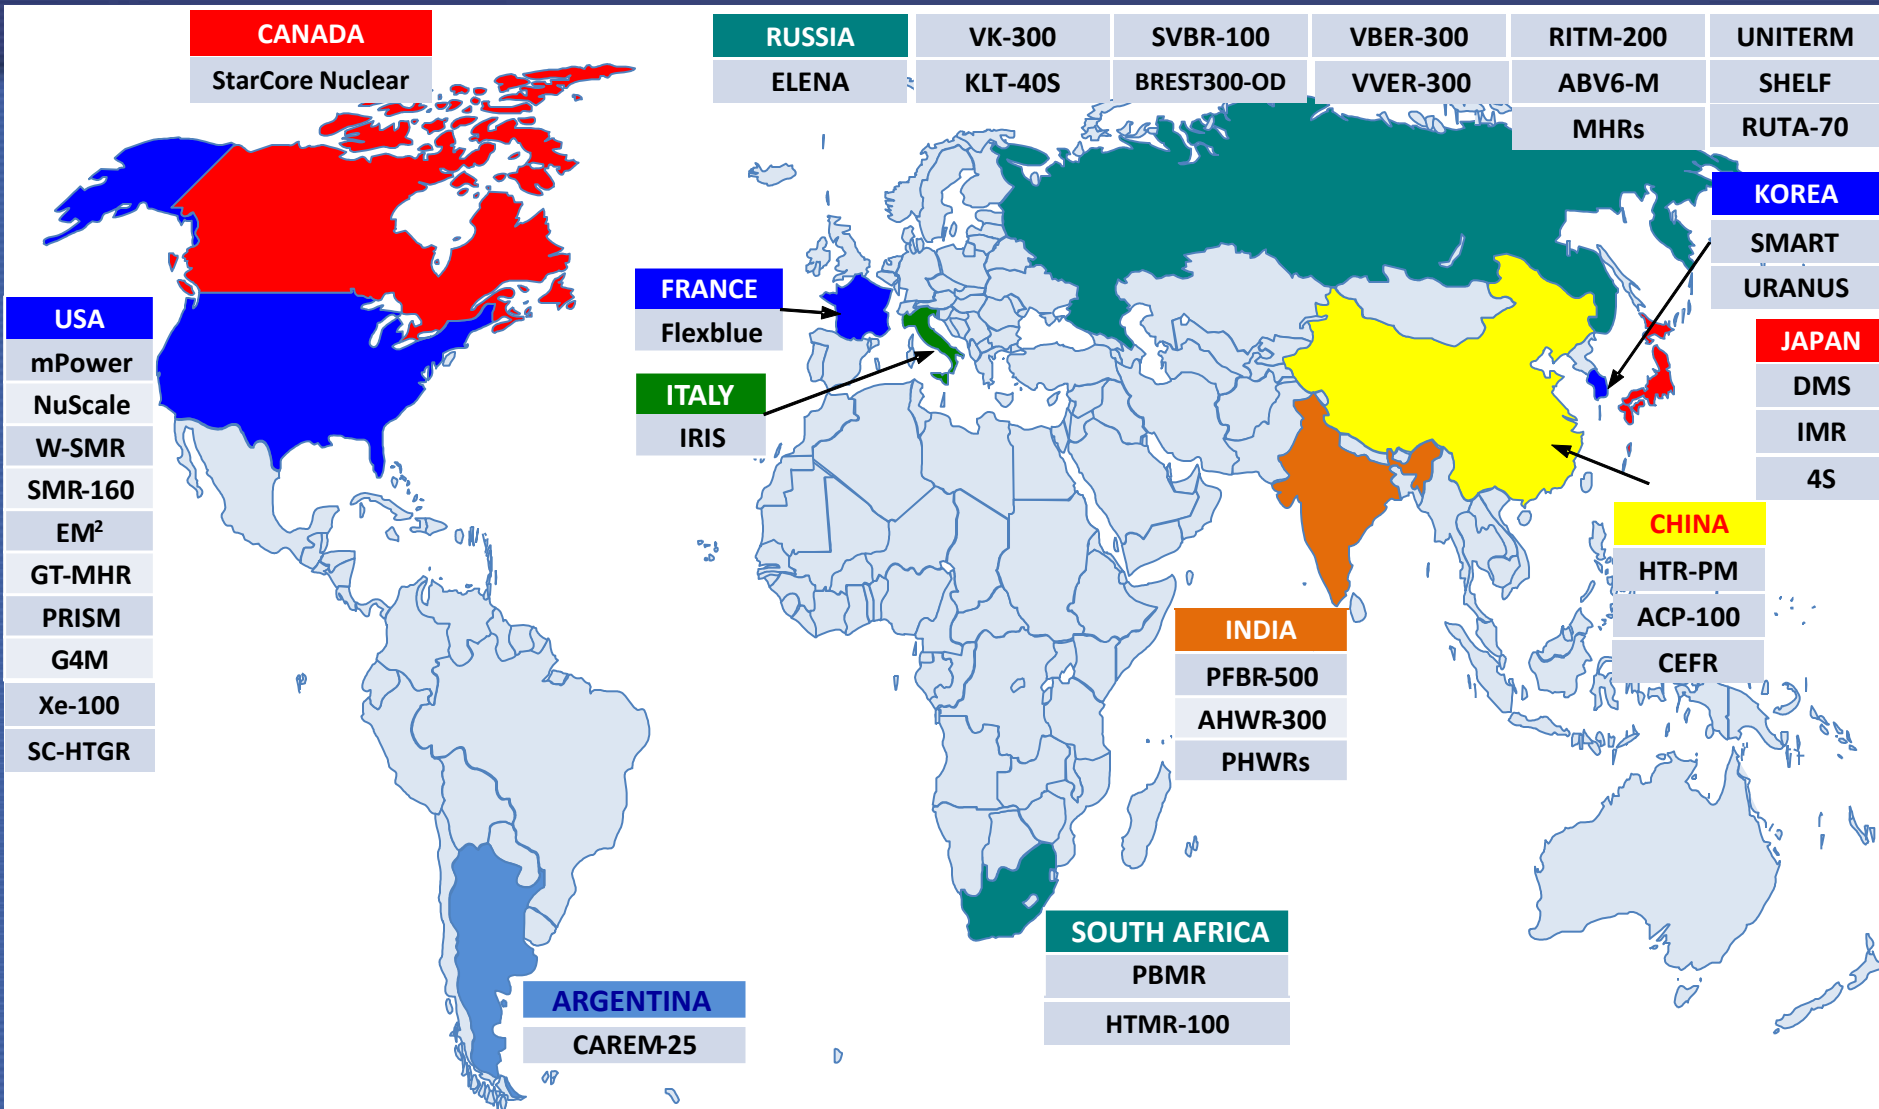 CANADA
StarCore Nuclear
RUSSIA VK-300 SVBR-100 VBER-300 RITM-200 UNITERM
ELENA KLT-40S BREST300-OD VVER-300 ABV6-M SHELF
MHRs RUTA-70
KOREA
SMART
URANUS
FRANCE
Flexblue
ITALY
IRIS
USA
mPower
NuScale
W-SMR
SMR-160
EM²
GT-MHR
PRISM
G4M
Xe-100
SC-HTGR
JAPAN
DMS
IMR
4S
CHINA
HTR-PM
ACP-100
CEFR
INDIA
PFBR-500
AHWR-300
PHWRs
SOUTH AFRICA
PBMR
HTMR-100
ARGENTINA
CAREM-25